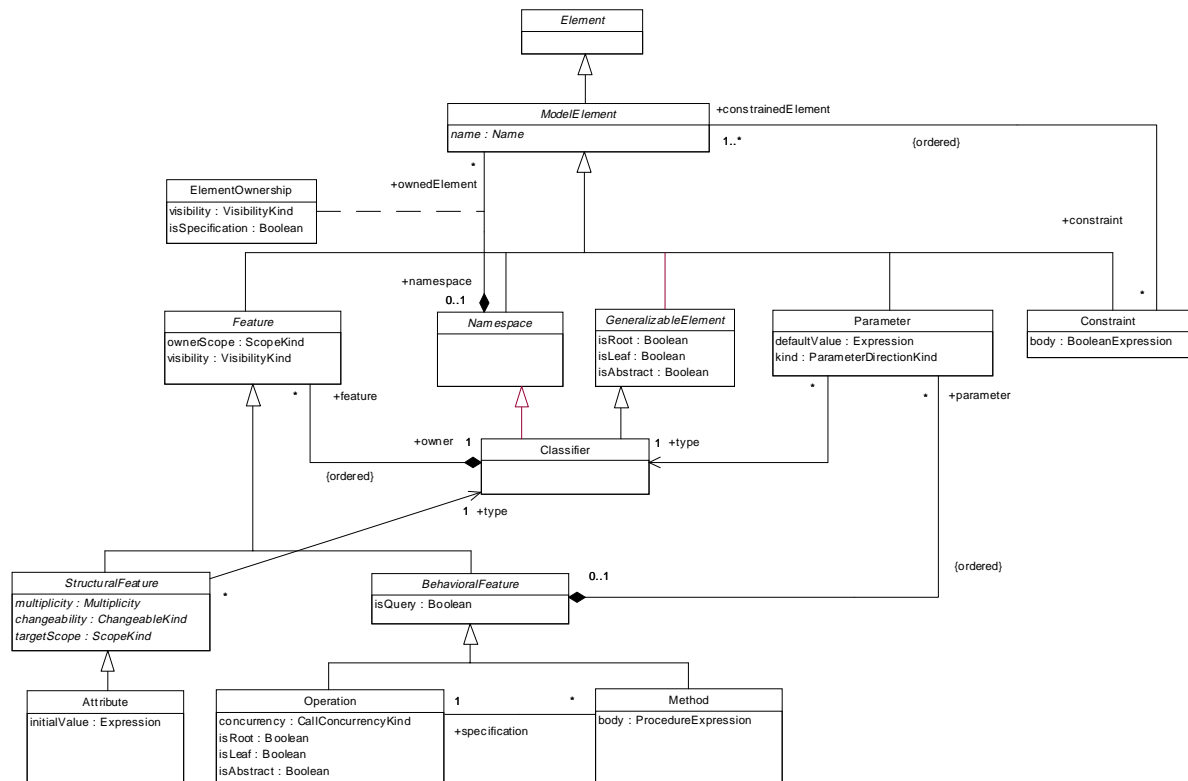 Element
ModelElement
name : Name
+constrainedElement
1..*
{ordered}
*
+ownedElement
ElementOwnership
visibility : VisibilityKind
isSpecification : Boolean
+constraint
*
+namespace
0..1
Feature
ownerScope : ScopeKind
visibility : VisibilityKind
Namespace
GeneralizableElement
isRoot : Boolean
isLeaf : Boolean
isAbstract : Boolean
Parameter
defaultValue : Expression
kind : ParameterDirectionKind
Constraint
body : BooleanExpression
*
+feature
*
*
+parameter
+owner
1
Classifier
1
+type
{ordered}
1
+type
StructuralFeature
multiplicity : Multiplicity
changeability : ChangeableKind
targetScope : ScopeKind
*
BehavioralFeature
isQuery : Boolean
0..1
{ordered}
Attribute
initialValue : Expression
Operation
concurrency : CallConcurrencyKind
isRoot : Boolean
isLeaf : Boolean
isAbstract : Boolean
1
*
+specification
Method
body : ProcedureExpression